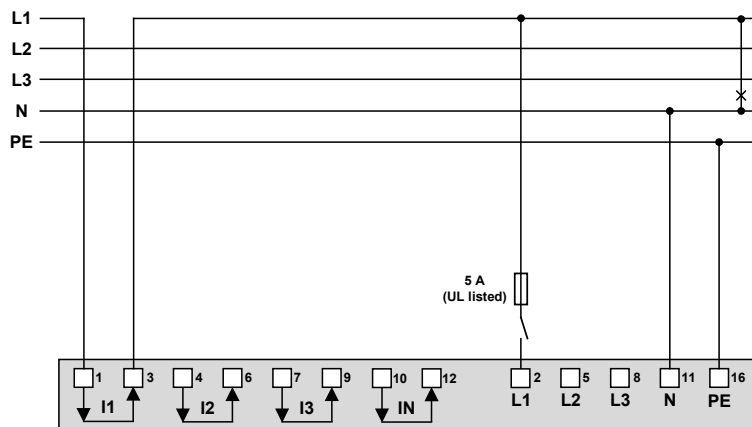 L1
L2
L3
N
PE
5 A
(UL listed)
1 3 4 6 7 9 10 12 2 5 8 11 16
I1 I2 I3 IN L1 L2 L3 N PE